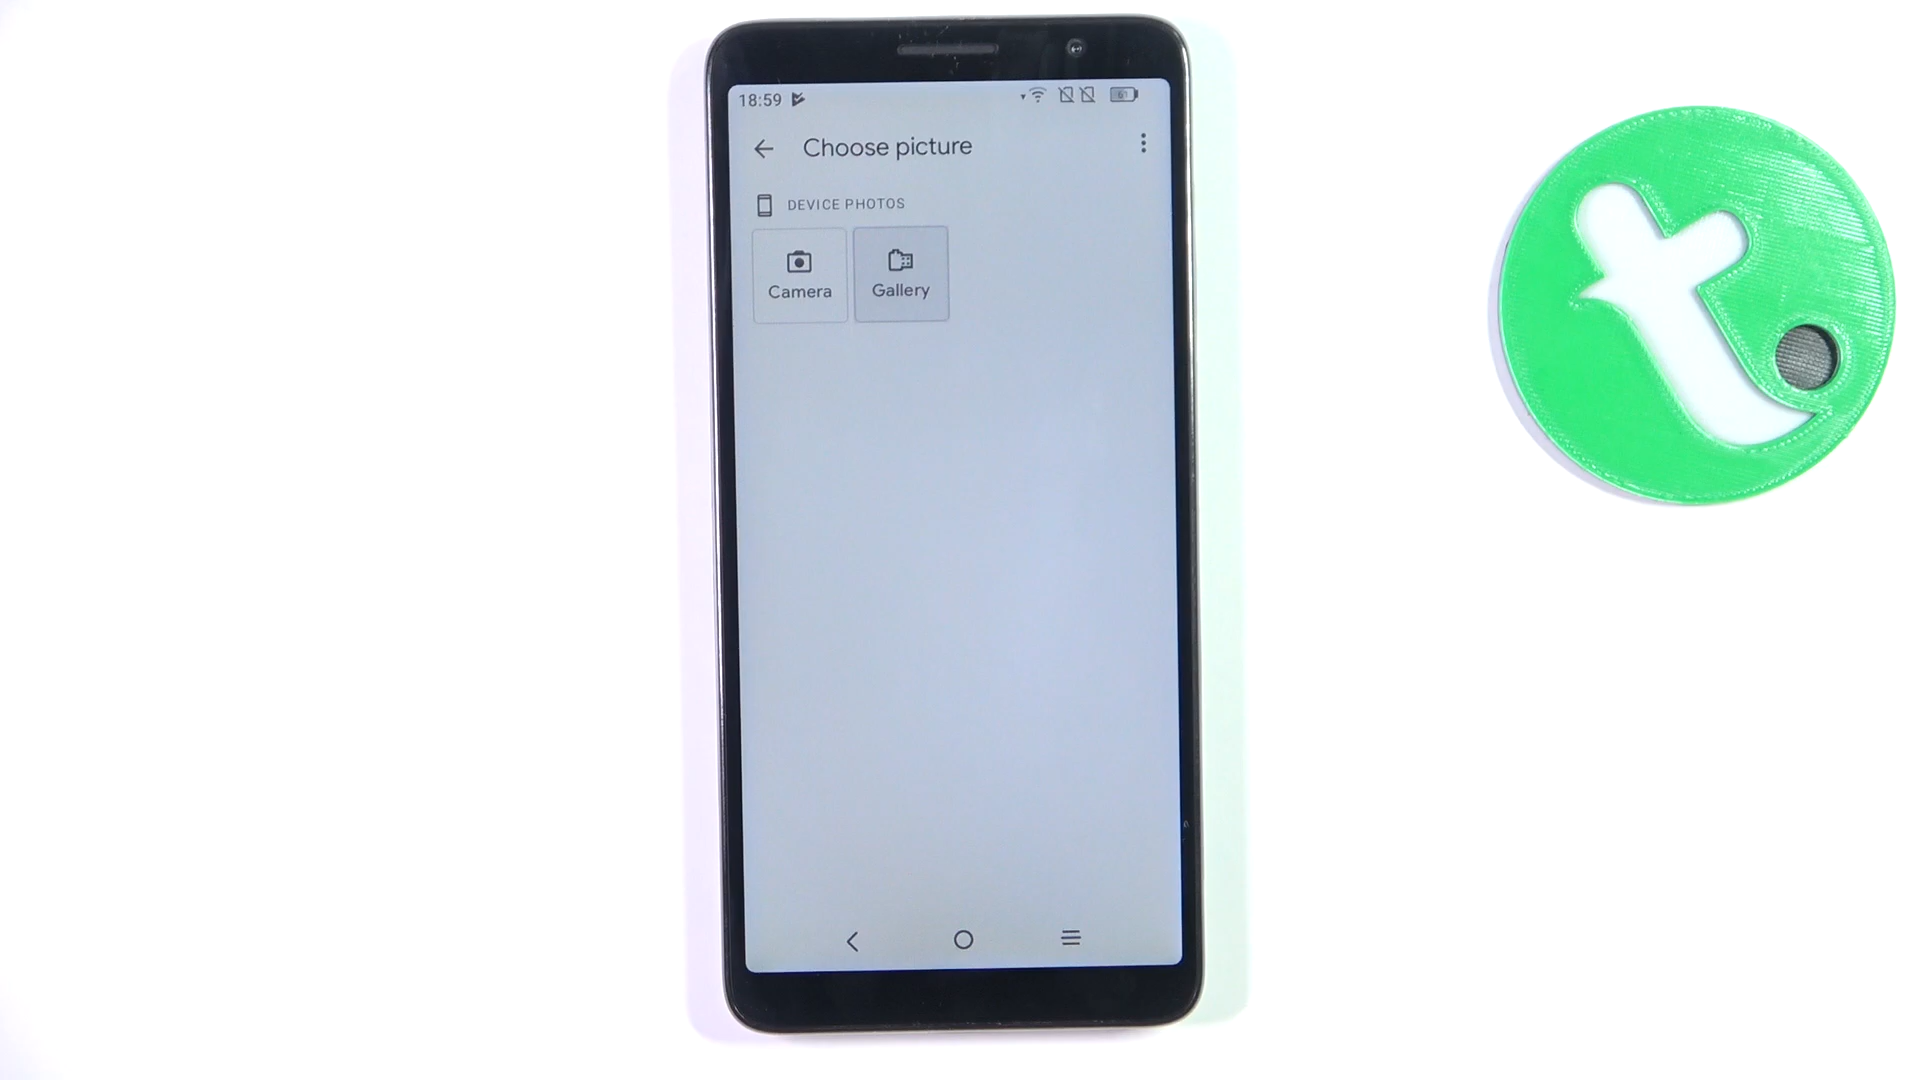 18:59
Choose picture
DEVICE PHOTOS
Camera
Gallery
t